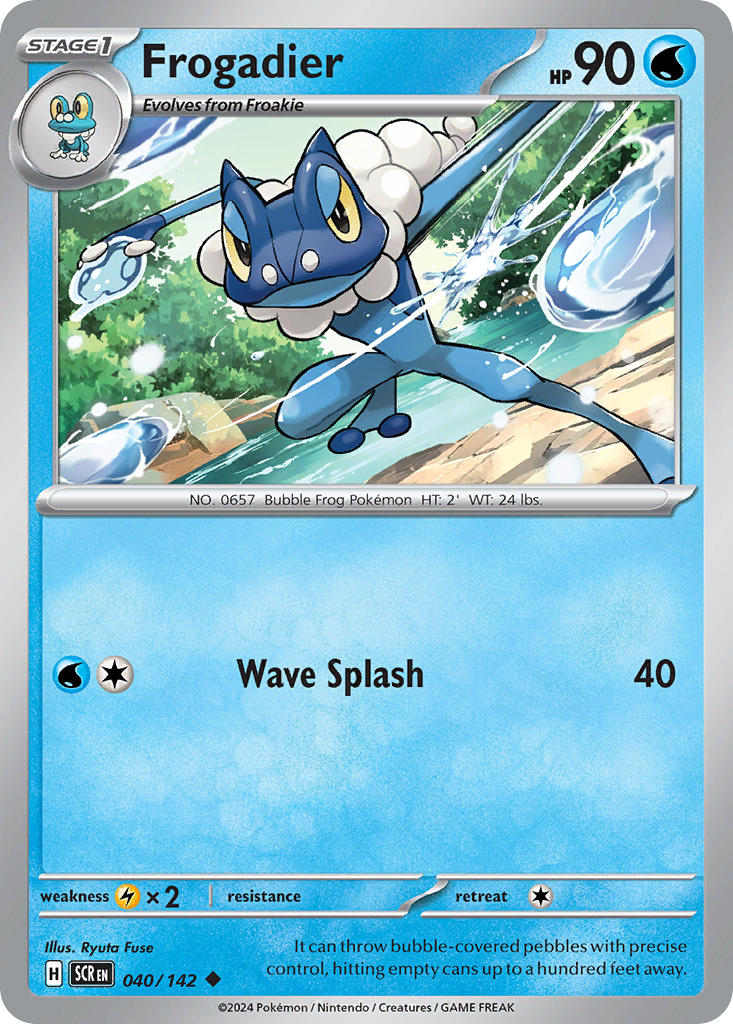 STAGE1
Frogadier
HP 90
Evolves from Froakie
NO. 0657 Bubble Frog Pokémon HT: 2' WT: 24 lbs.
Wave Splash 40
weakness ×2 resistance retreat
Illus. Ryuta Fuse
It can throw bubble-covered pebbles with precise
control, hitting empty cans up to a hundred feet away.
H SCR EN 040/142
©2024 Pokémon / Nintendo / Creatures / GAME FREAK